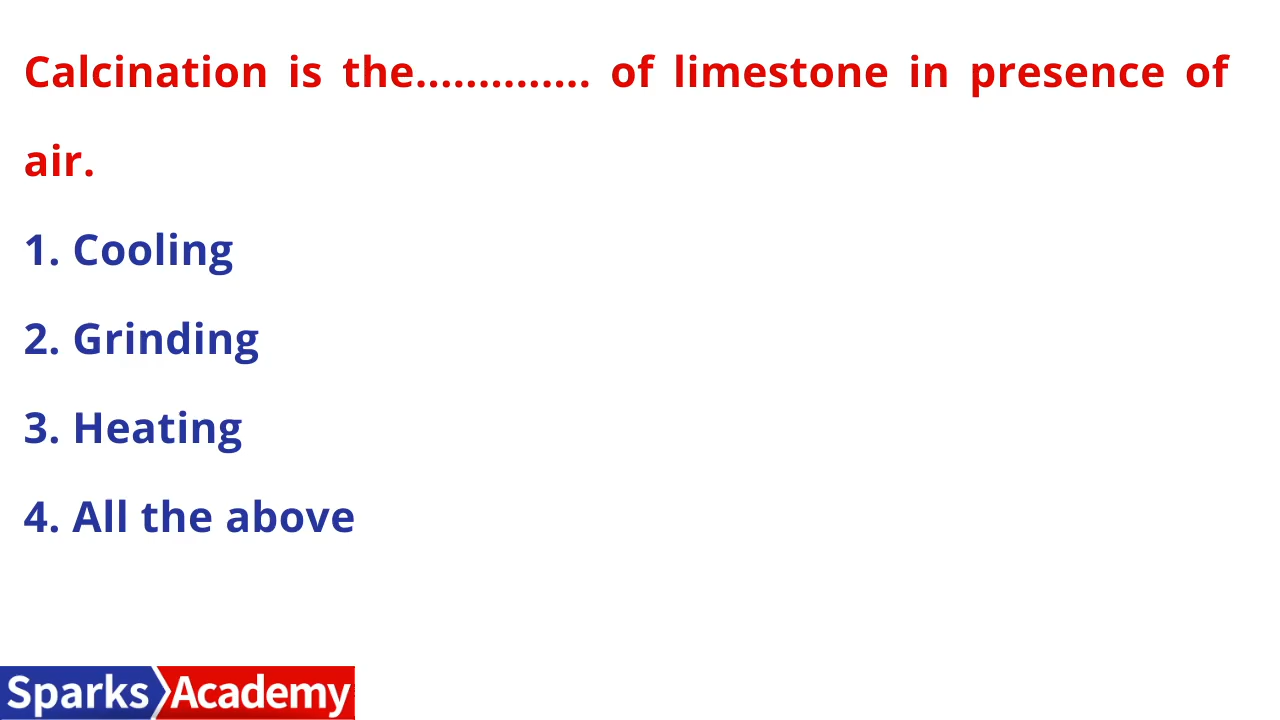 Calcination is the.............. of limestone in presence of
air.
1. Cooling
2. Grinding
3. Heating
4. All the above
Sparks Academy